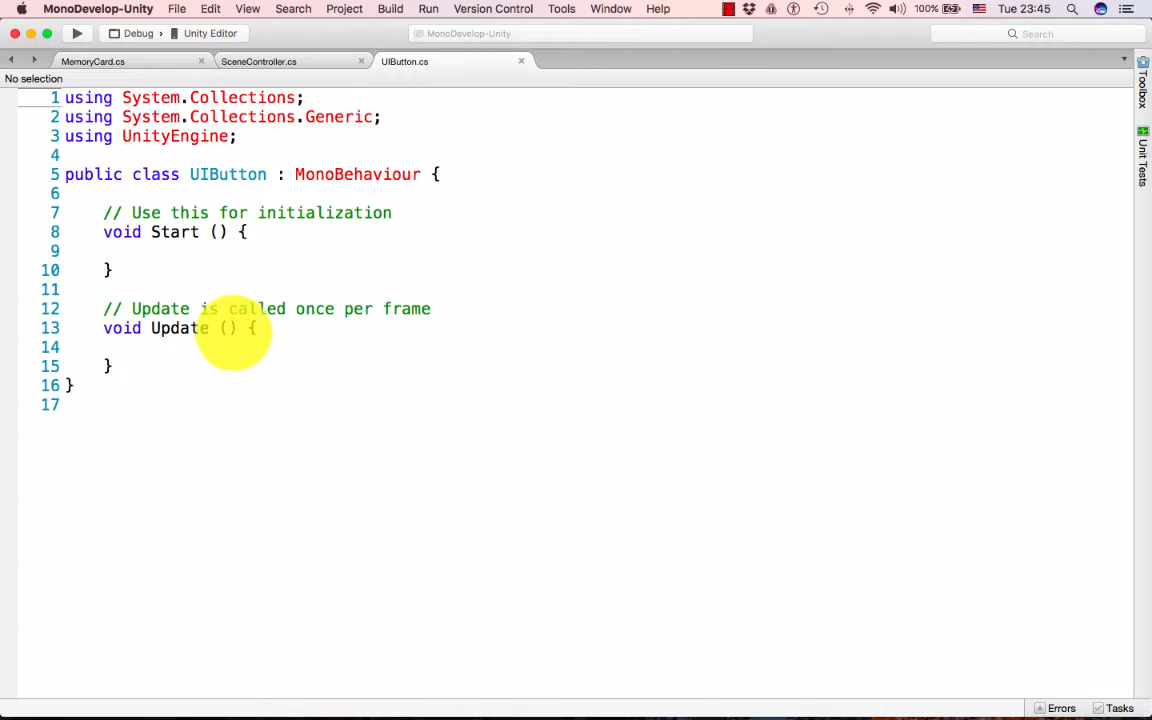 MonoDevelop-Unity File Edit View Search Project Build Run Version Control Tools Window Help 100% Tue 23:45
Debug › Unity Editor MonoDevelop-Unity Search
MemoryCard.cs SceneController.cs UIButton.cs
No selection
1 using System.Collections;
2 using System.Collections.Generic;
3 using UnityEngine;
4
5 public class UIButton : MonoBehaviour {
6
7 // Use this for initialization
8 void Start () {
9
10 }
11
12 // Update is called once per frame
13 void Update () {
14
15 }
16 }
17
Toolbox
Unit Tests
Errors Tasks